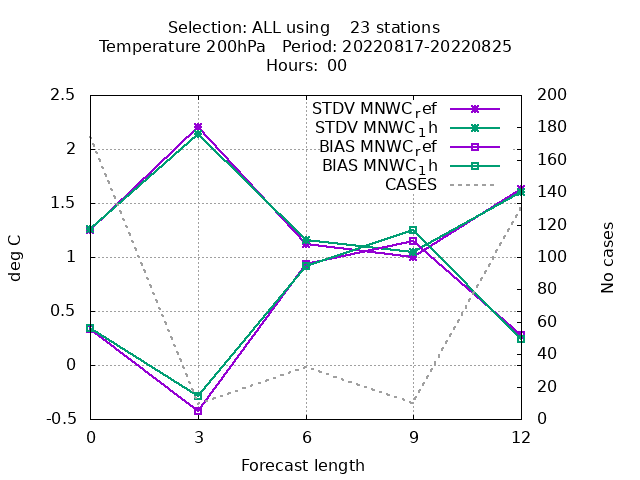 Selection: ALL using    23 stations
Temperature 200hPa   Period: 20220817-20220825
Hours:  00
STDV MNWC_ref
STDV MNWC_1h
BIAS MNWC_ref
BIAS MNWC_1h
CASES
2.5
2
1.5
1
0.5
0
-0.5
deg C
200
180
160
140
120
100
80
60
40
20
0
No cases
0 3 6 9 12
Forecast length